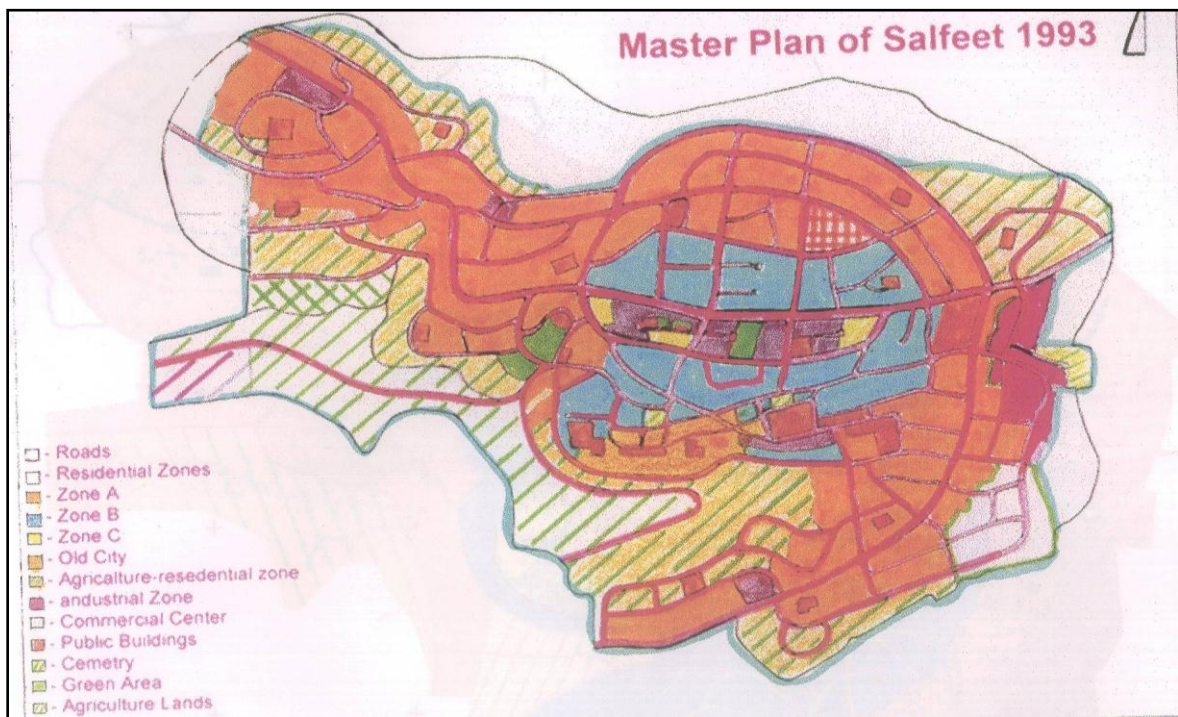 Master Plan of Salfeet 1993
- Roads
- Residential Zones
- Zone A
- Zone B
- Zone C
- Old City
- Agricalture-resedential zone
- andustrial Zone
- Commercial Center
- Public Buildings
- Cemetry
- Green Area
- Agriculture Lands